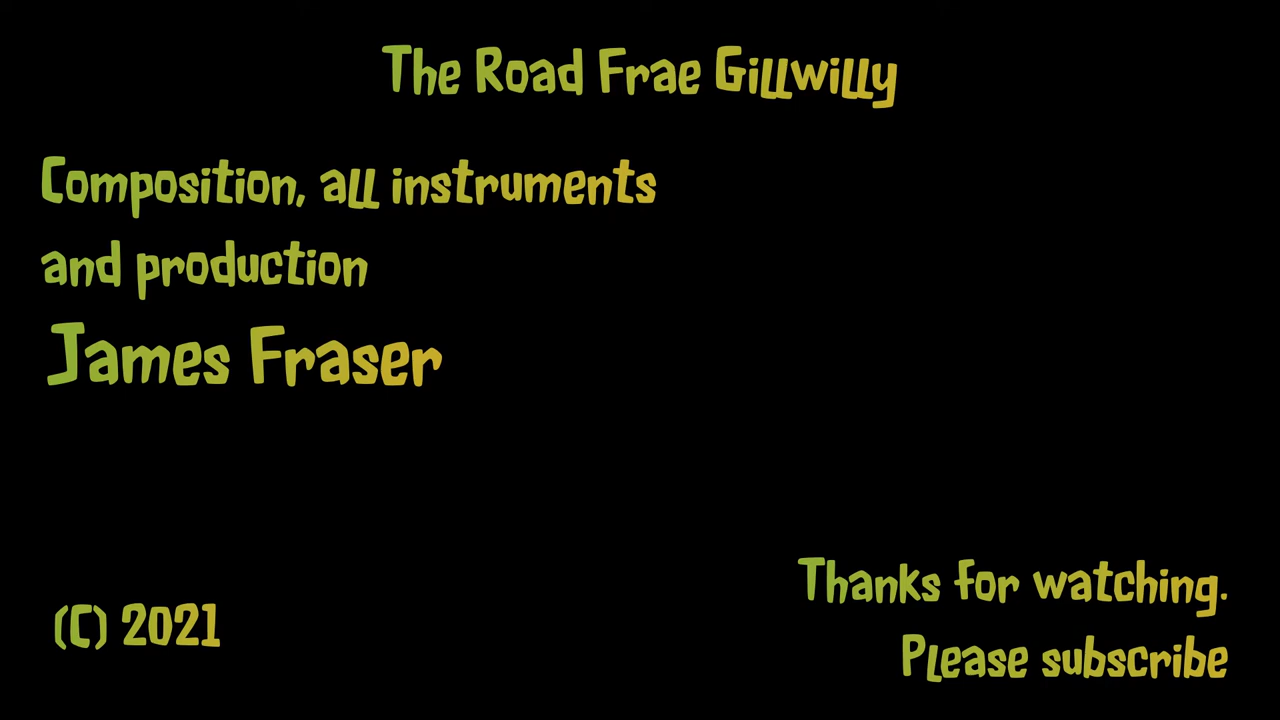 The Road Frae Gillwilly
Composition, all instruments
and production
James Fraser
(C) 2021
Thanks for watching.
Please subscribe